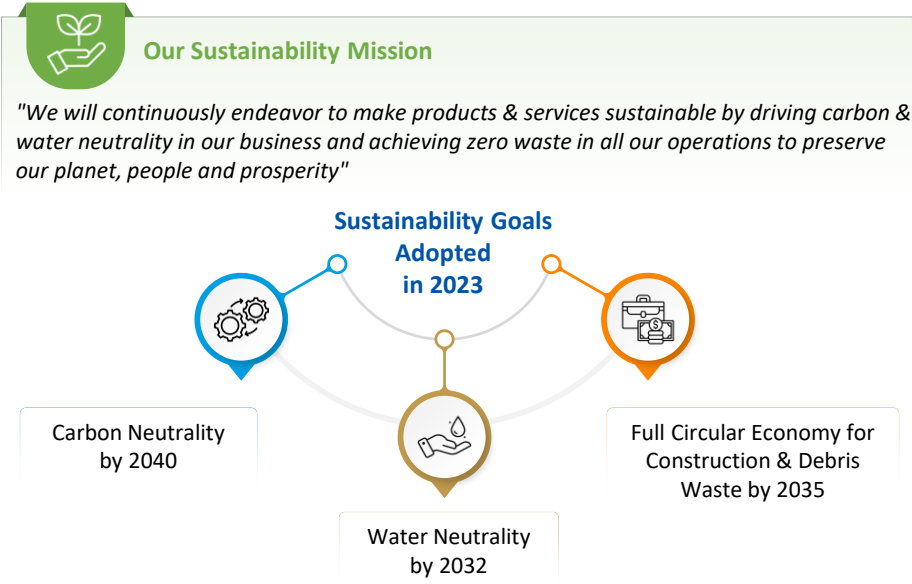 Our Sustainability Mission
"We will continuously endeavor to make products & services sustainable by driving carbon &
water neutrality in our business and achieving zero waste in all our operations to preserve
our planet, people and prosperity"
Sustainability Goals
Adopted
in 2023
$
Carbon Neutrality
by 2040
Water Neutrality
by 2032
Full Circular Economy for
Construction & Debris
Waste by 2035